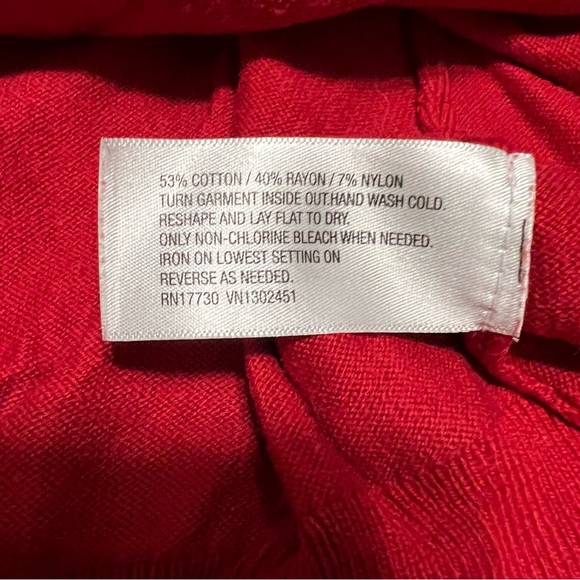 53% COTTON / 40% RAYON / 7% NYLON
TURN GARMENT INSIDE OUT.HAND WASH COLD.
RESHAPE AND LAY FLAT TO DRY.
ONLY NON-CHLORINE BLEACH WHEN NEEDED.
IRON ON LOWEST SETTING ON
REVERSE AS NEEDED.
RN17730 VN1302451